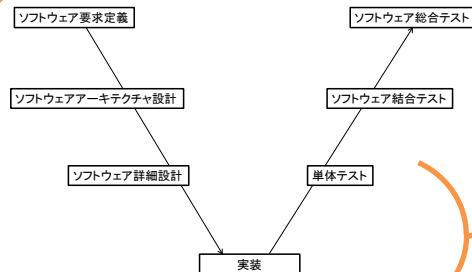 ソフトウェア要求定義
ソフトウェア総合テスト
ソフトウェアアーキテクチャ設計
ソフトウェア結合テスト
ソフトウェア詳細設計
単体テスト
実装